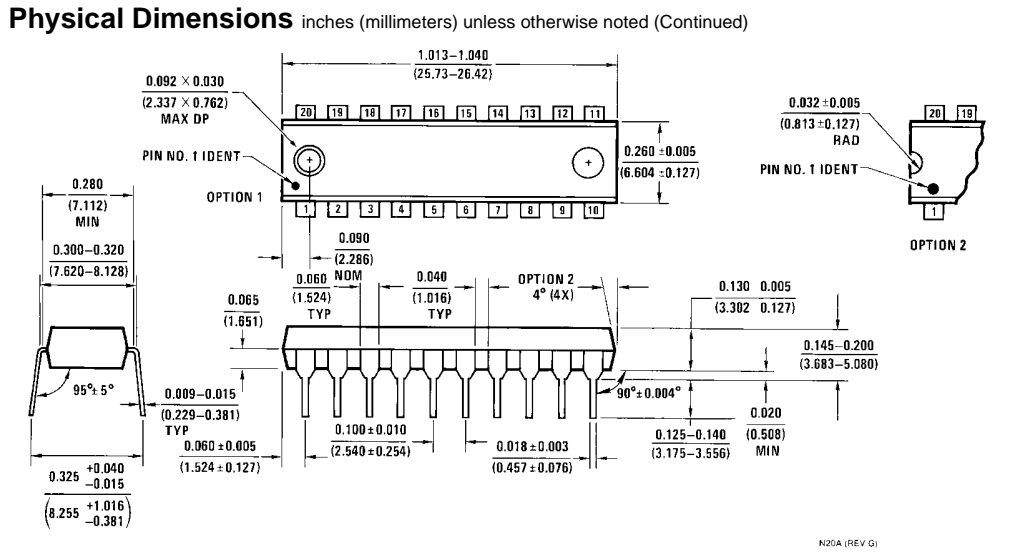 Physical Dimensions inches (millimeters) unless otherwise noted (Continued)
1.013–1.040
(25.73–26.42)
0.092 × 0.030
(2.337 × 0.762)
MAX DP
20 19 18 17 16 15 14 13 12 11
PIN NO. 1 IDENT
OPTION 1
1 2 3 4 5 6 7 8 9 10
0.260 ±0.005
(6.604 ±0.127)
0.032 ±0.005
(0.813 ±0.127)
RAD
20 19
PIN NO. 1 IDENT
1
OPTION 2
0.280
(7.112)
MIN
0.300–0.320
(7.620–8.128)
0.090
(2.286)
NOM
0.060
(1.524)
TYP
0.040
(1.016)
TYP
OPTION 2
4° (4X)
0.065
(1.651)
0.130 0.005
(3.302 0.127)
0.145–0.200
(3.683–5.080)
95° ± 5°
0.009–0.015
(0.229–0.381)
TYP
90° ± 0.004°
0.020
(0.508)
MIN
0.125–0.140
(3.175–3.556)
0.100 ± 0.010
(2.540 ± 0.254)
0.018 ± 0.003
(0.457 ± 0.076)
0.060 ± 0.005
(1.524 ± 0.127)
0.325 +0.040
−0.015
(8.255 +1.016
−0.381)
N20A (REV G)